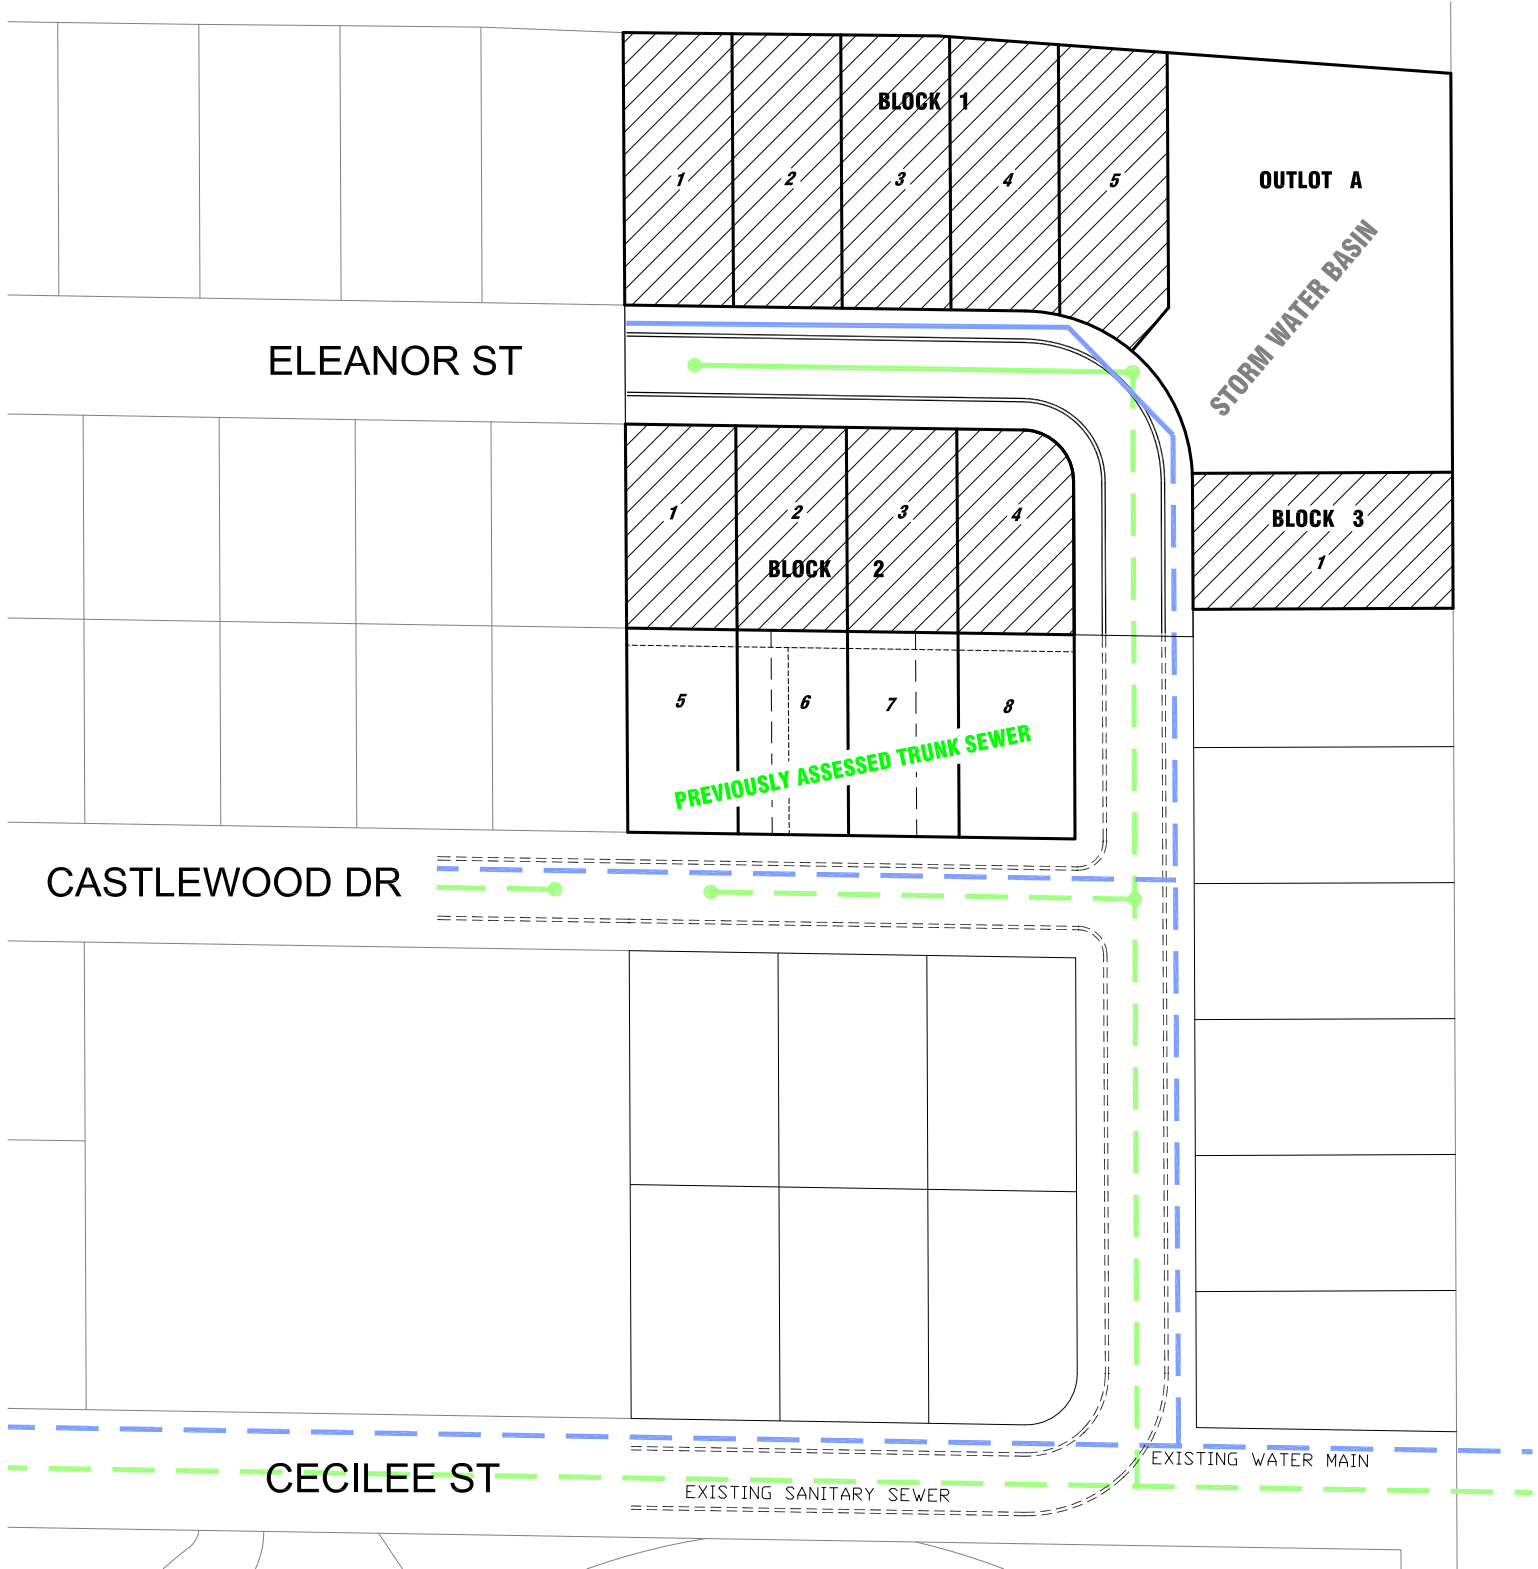 BLOCK 1
1 2 3 4 5
OUTLOT A
STORM WATER BASIN
ELEANOR ST
1 2 3 4
BLOCK 2
BLOCK 3
1
5 6 7 8
PREVIOUSLY ASSESSED TRUNK SEWER
CASTLEWOOD DR
EXISTING WATER MAIN
CECILEE ST
EXISTING SANITARY SEWER